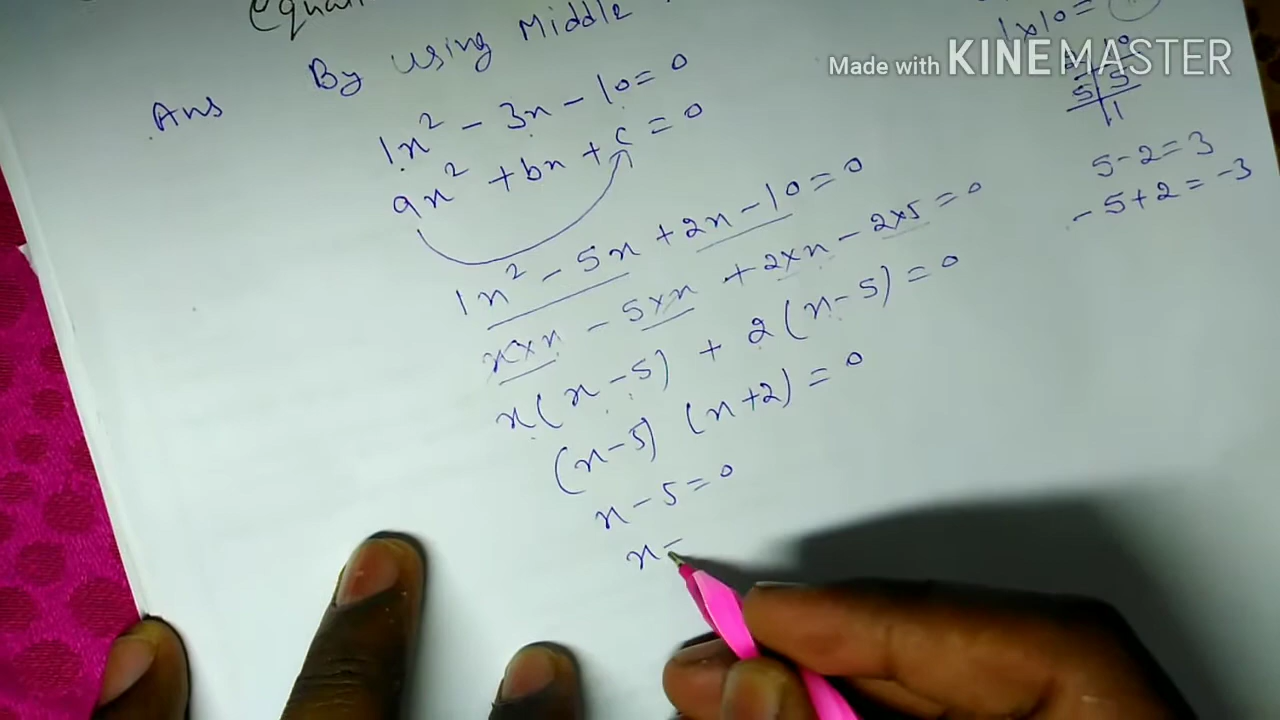 By Using Middle
Ans
1x² - 3x - 10 = 0
ax² + bx + c = 0
1x² - 5x + 2x - 10 = 0
x×x - 5×x + 2×x - 2×5 = 0
x(x - 5) + 2(x - 5) = 0
(x - 5) (x + 2) = 0
x - 5 = 0
x =
1×10 =
2 10
5 5
1
5 - 2 = 3
- 5 + 2 = -3
Made with KINEMASTER